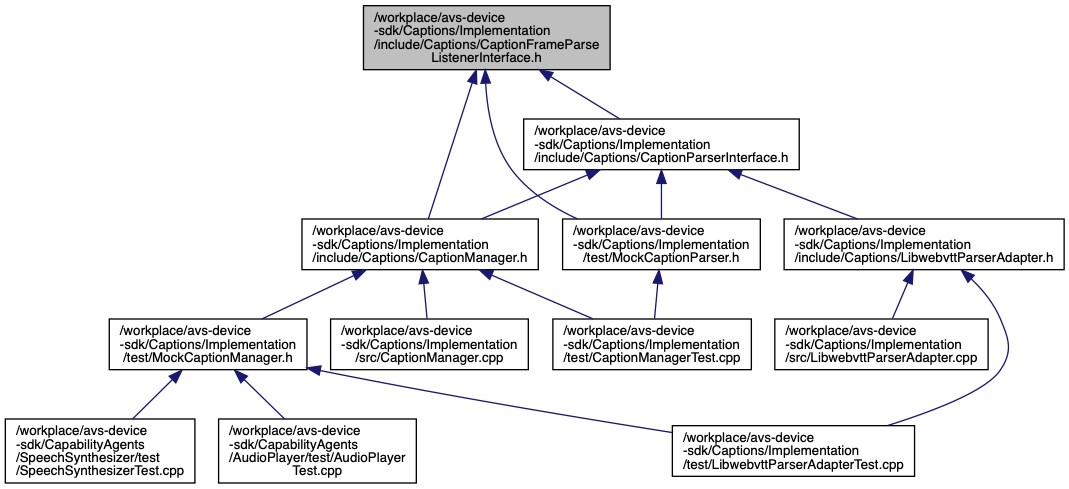 /workplace/avs-device
-sdk/Captions/Implementation
/include/Captions/CaptionFrameParse
ListenerInterface.h
/workplace/avs-device
-sdk/Captions/Implementation
/include/Captions/CaptionParserInterface.h
/workplace/avs-device
-sdk/Captions/Implementation
/include/Captions/CaptionManager.h
/workplace/avs-device
-sdk/Captions/Implementation
/test/MockCaptionParser.h
/workplace/avs-device
-sdk/Captions/Implementation
/include/Captions/LibwebvttParserAdapter.h
/workplace/avs-device
-sdk/Captions/Implementation
/test/MockCaptionManager.h
/workplace/avs-device
-sdk/Captions/Implementation
/src/CaptionManager.cpp
/workplace/avs-device
-sdk/Captions/Implementation
/test/CaptionManagerTest.cpp
/workplace/avs-device
-sdk/Captions/Implementation
/src/LibwebvttParserAdapter.cpp
/workplace/avs-device
-sdk/CapabilityAgents
/SpeechSynthesizer/test
/SpeechSynthesizerTest.cpp
/workplace/avs-device
-sdk/CapabilityAgents
/AudioPlayer/test/AudioPlayer
Test.cpp
/workplace/avs-device
-sdk/Captions/Implementation
/test/LibwebvttParserAdapterTest.cpp